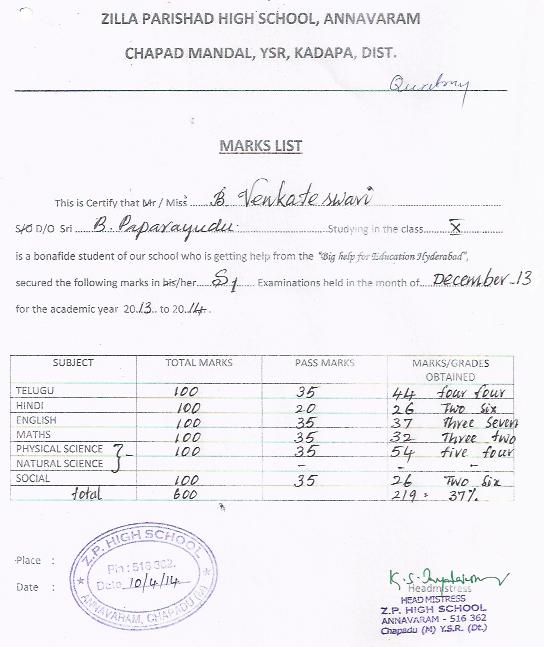 ZILLA PARISHAD HIGH SCHOOL, ANNAVARAM
CHAPAD MANDAL, YSR, KADAPA, DIST.
MARKS LIST
This is Certify that Mr / Miss B Venkateswari
S/O D/O Sri B. Paparayudu Studying in the class X
is a bonafide student of our school who is getting help from the "Big help for Education Hyderabad",
secured the following marks in his/her S1 Examinations held in the month of December-13
for the academic year 2013 to 2014.
SUBJECT TOTAL MARKS PASS MARKS MARKS/GRADES OBTAINED
TELUGU 100 35 44 four four
HINDI 100 20 26 Two six
ENGLISH 100 35 37 Three Seven
MATHS 100 35 32 Three two
PHYSICAL SCIENCE } - 100 35 54 five four
NATURAL SCIENCE - - -
SOCIAL 100 35 26 Two six
total 600 219 = 37%
Z.P. HIGH SCHOOL
Place :
Pin : 516 362.
Date : Date 10/4/14
ANNAVARAM, CHAPADU (M)
Headmistress
HEAD MISTRESS
Z.P. HIGH SCHOOL
ANNAVARAM - 516 362
Chapadu (M) Y.S.R. (Dt.)